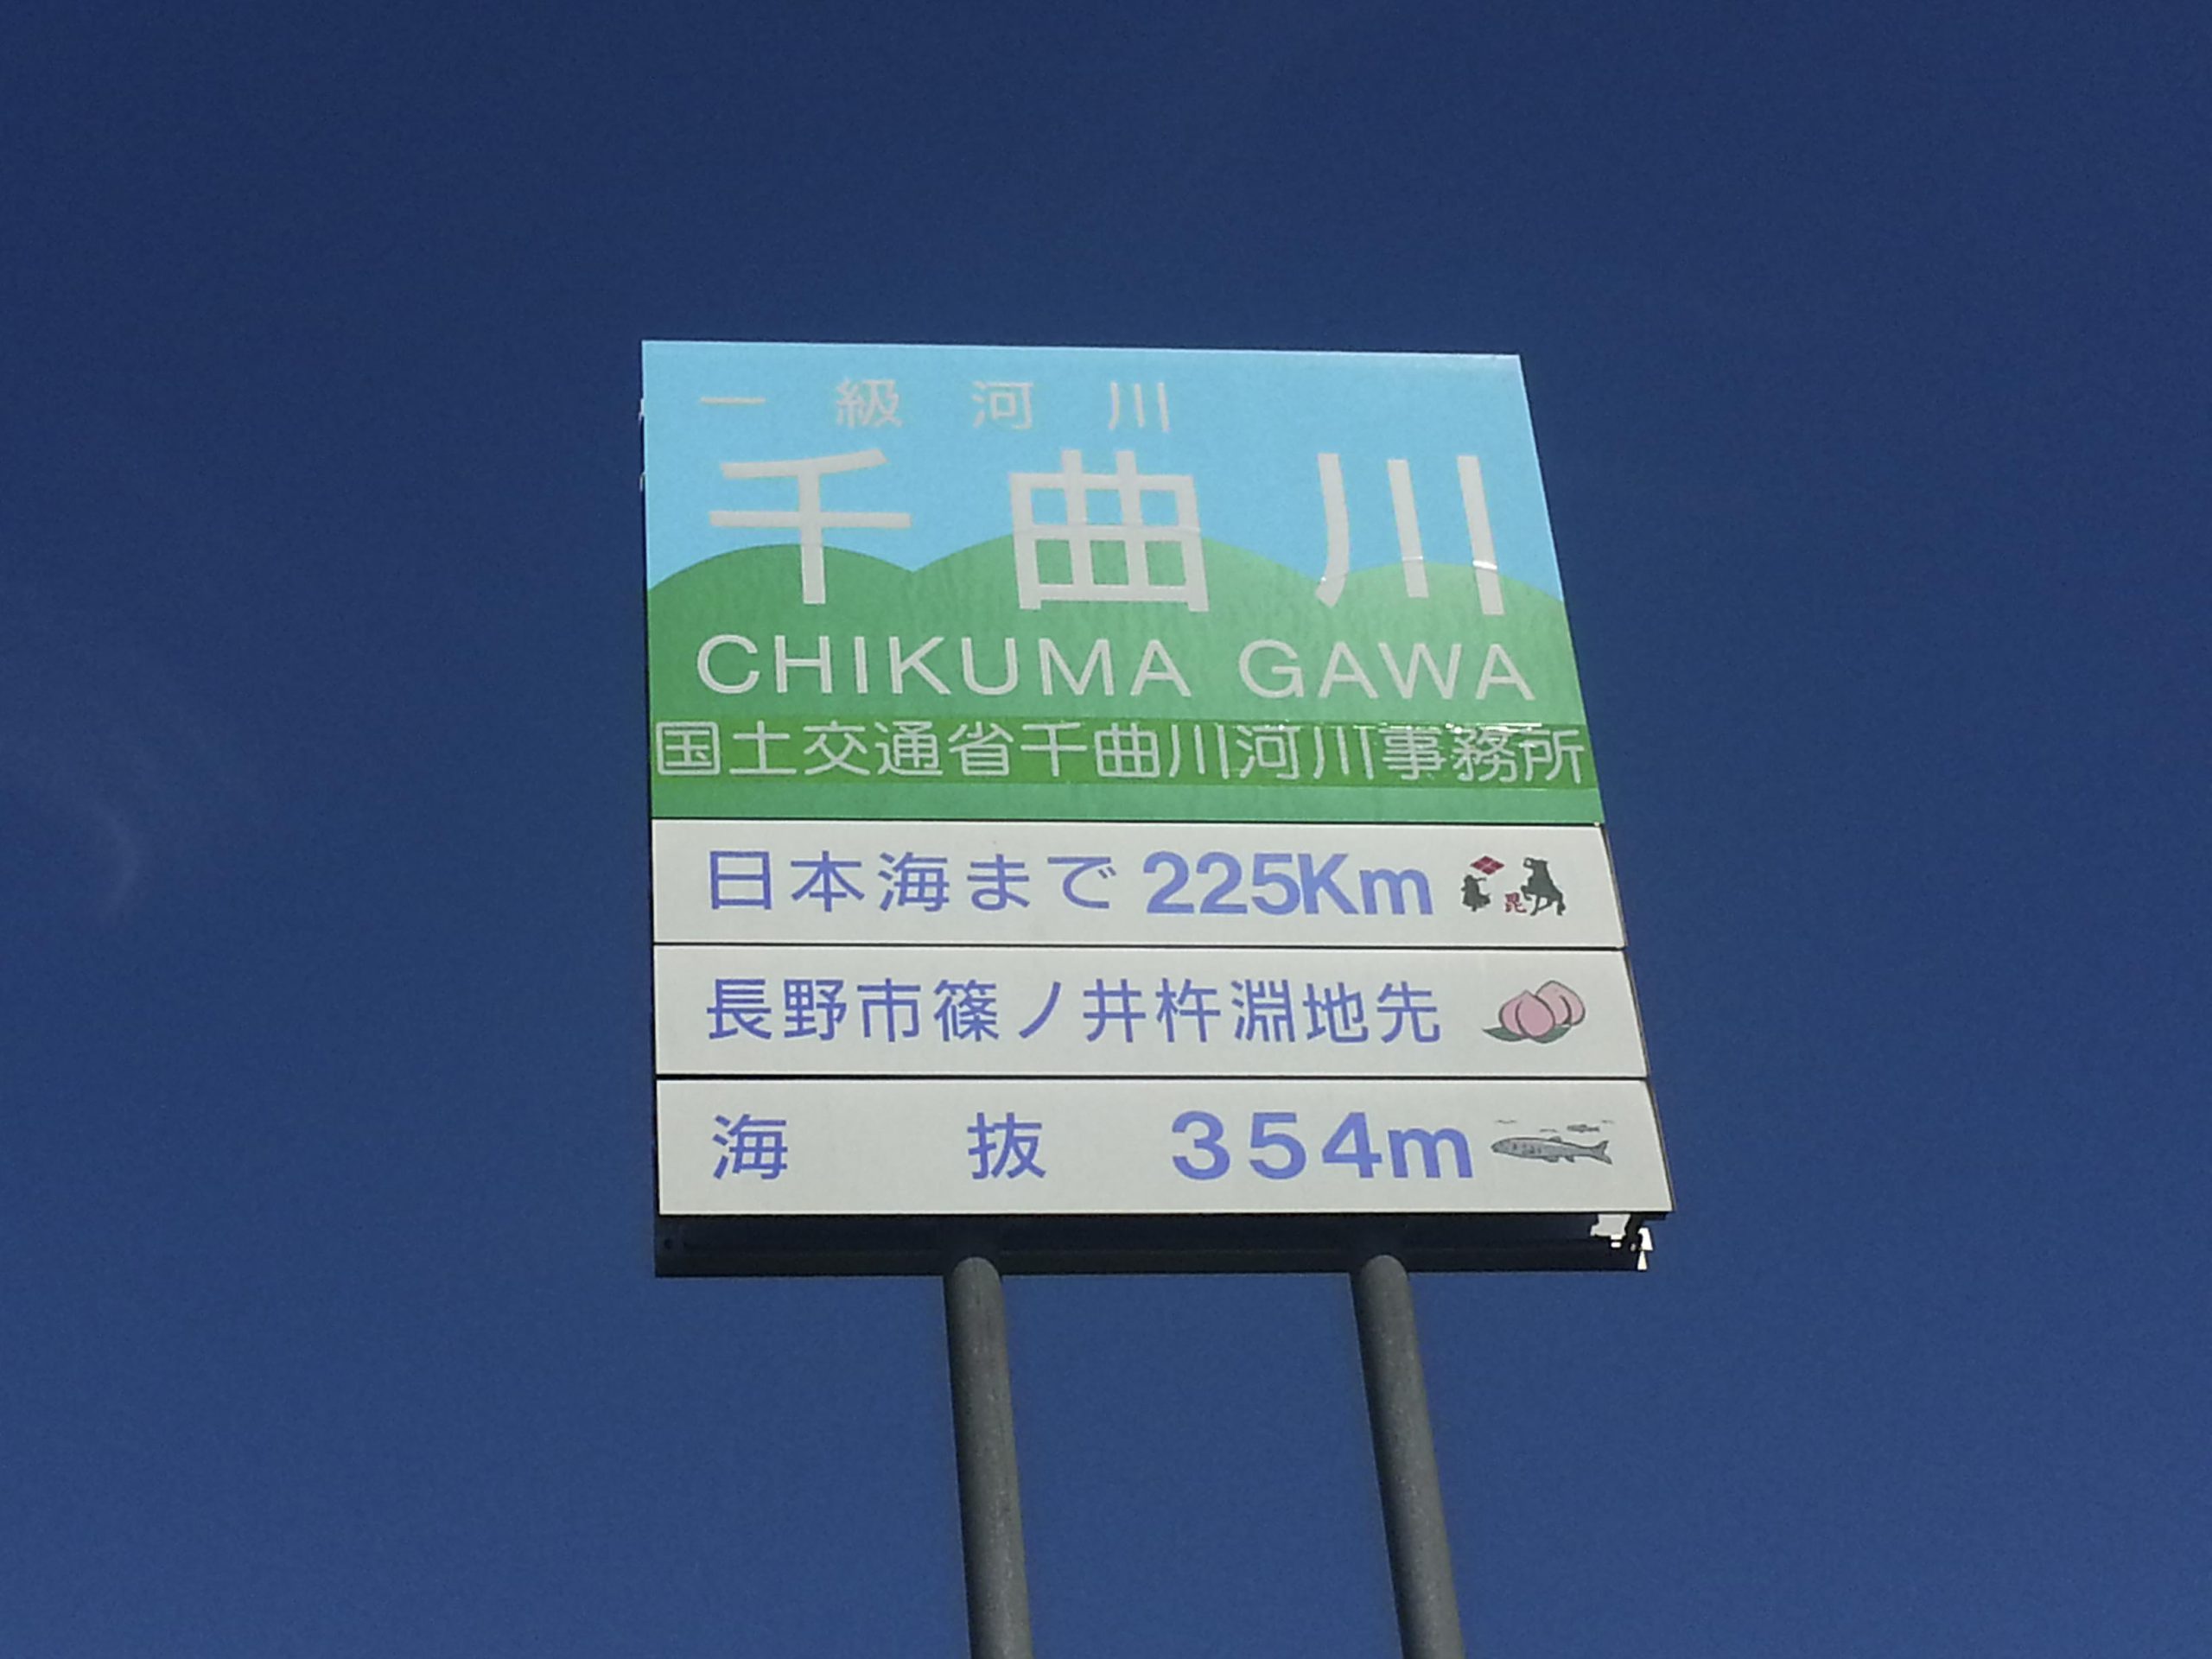 一級河川
千曲川
CHIKUMA GAWA
国土交通省千曲川河川事務所
日本海まで 225Km
毘
長野市篠ノ井杵淵地先
海抜 354m